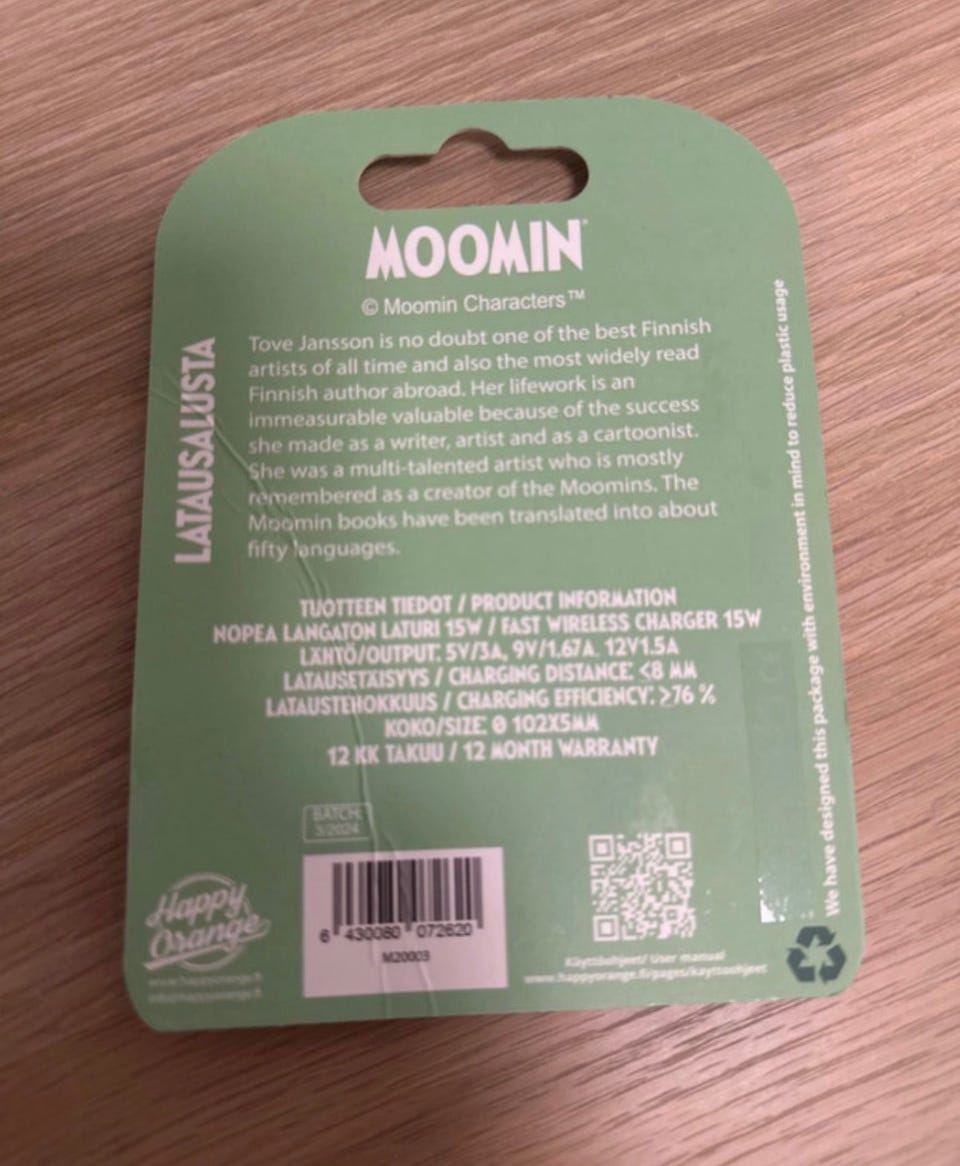 MOOMIN
© Moomin Characters™
LATAUSALUSTA
Tove Jansson is no doubt one of the best Finnish
artists of all time and also the most widely read
Finnish author abroad. Her lifework is an
immeasurable valuable because of the success
she made as a writer, artist and as a cartoonist.
She was a multi-talented artist who is mostly
remembered as a creator of the Moomins. The
Moomin books have been translated into about
fifty languages.
We have designed this package with environment in mind to reduce plastic usage
TUOTTEEN TIEDOT / PRODUCT INFORMATION
NOPEA LANGATON LATURI 15W / FAST WIRELESS CHARGER 15W
LÄHTÖ/OUTPUT: 5V/3A, 9V/1.67A, 12V1.5A
LATAUSETÄISYYS / CHARGING DISTANCE: <8 MM
LATAUSTEHOKKUUS / CHARGING EFFICIENCY: ≥76 %
KOKO/SIZE: Ø 102X5MM
12 KK TAKUU / 12 MONTH WARRANTY
BATCH:
3/2024
Happy
Orange
www.happyorange.fi
info@happyorange.fi
6 430080 072620
M20003
Käyttöohjeet/ User manual
www.happyorange.fi/pages/kayttoohjeet